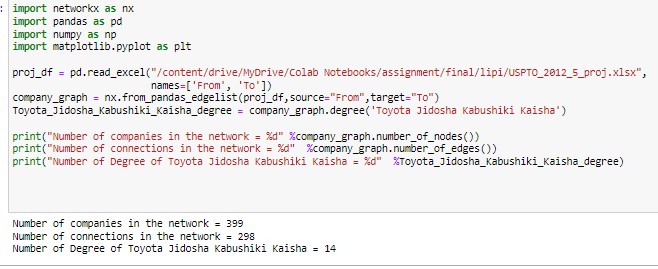 import networkx as nx
import pandas as pd
import numpy as np
import matplotlib.pyplot as plt
proj_df = pd.read_excel("/content/drive/MyDrive/Colab Notebooks/assignment/final/lipi/USPTO_2012_5_proj.xlsx",
names=['From', 'To'])
company_graph = nx.from_pandas_edgelist(proj_df,source="From",target="To")
Toyota_Jidosha_Kabushiki_Kaisha_degree = company_graph.degree('Toyota Jidosha Kabushiki Kaisha')
print("Number of companies in the network = %d" %company_graph.number_of_nodes())
print("Number of connections in the network = %d"  %company_graph.number_of_edges())
print("Number of Degree of Toyota Jidosha Kabushiki Kaisha = %d"  %Toyota_Jidosha_Kabushiki_Kaisha_degree)
Number of companies in the network = 399
Number of connections in the network = 298
Number of Degree of Toyota Jidosha Kabushiki Kaisha = 14